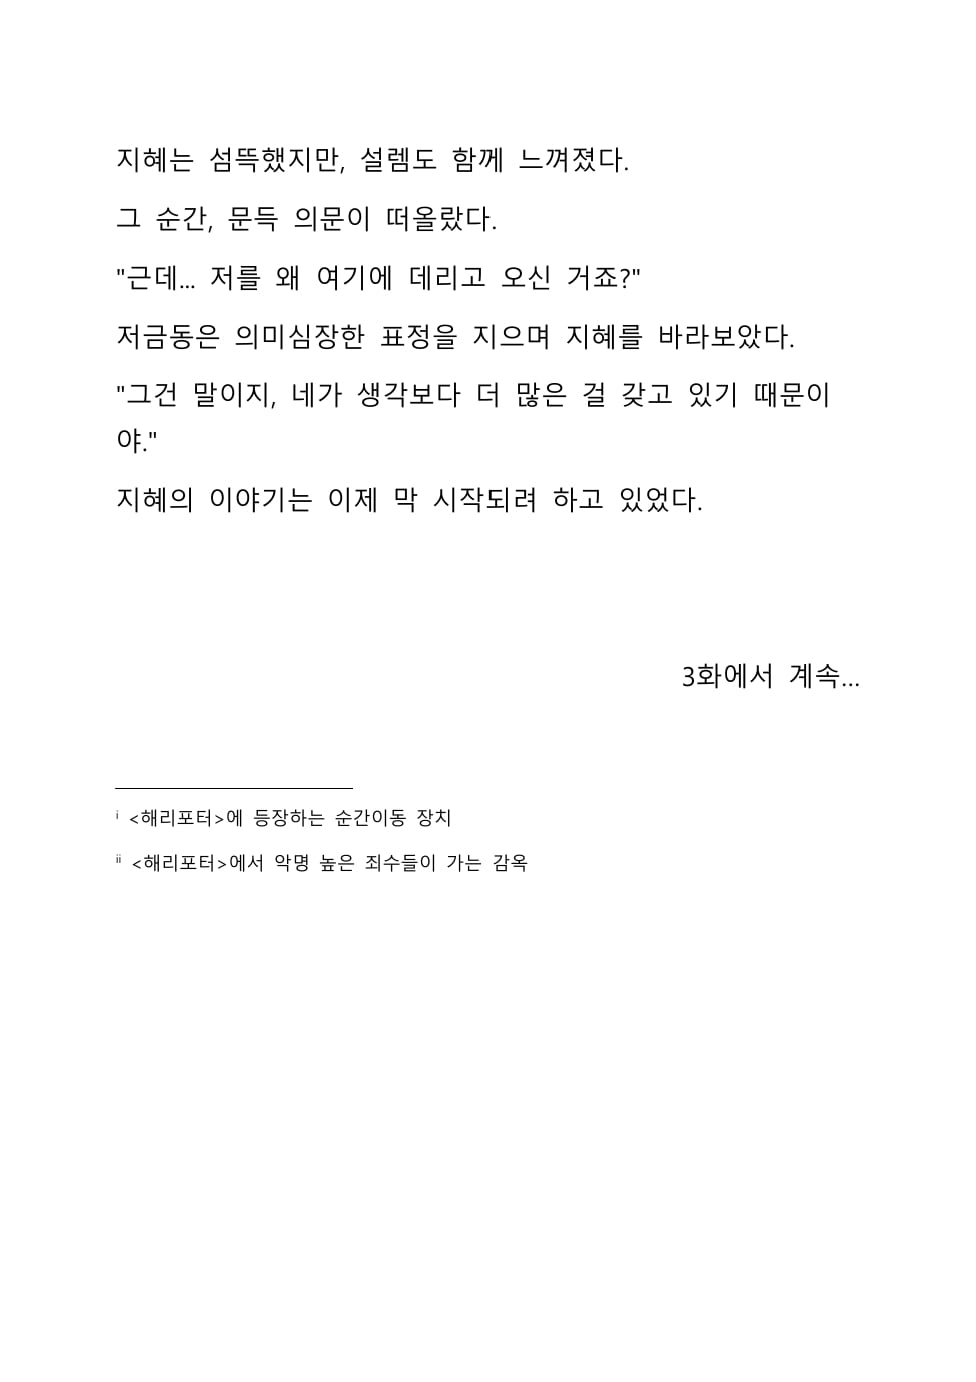 지혜는 섬뜩했지만, 설렘도 함께 느껴졌다.
그 순간, 문득 의문이 떠올랐다.
"근데... 저를 왜 여기에 데리고 오신 거죠?"
저금동은 의미심장한 표정을 지으며 지혜를 바라보았다.
"그건 말이지, 네가 생각보다 더 많은 걸 갖고 있기 때문이
야."
지혜의 이야기는 이제 막 시작되려 하고 있었다.
3화에서 계속...
i <해리포터>에 등장하는 순간이동 장치
ii <해리포터>에서 악명 높은 죄수들이 가는 감옥